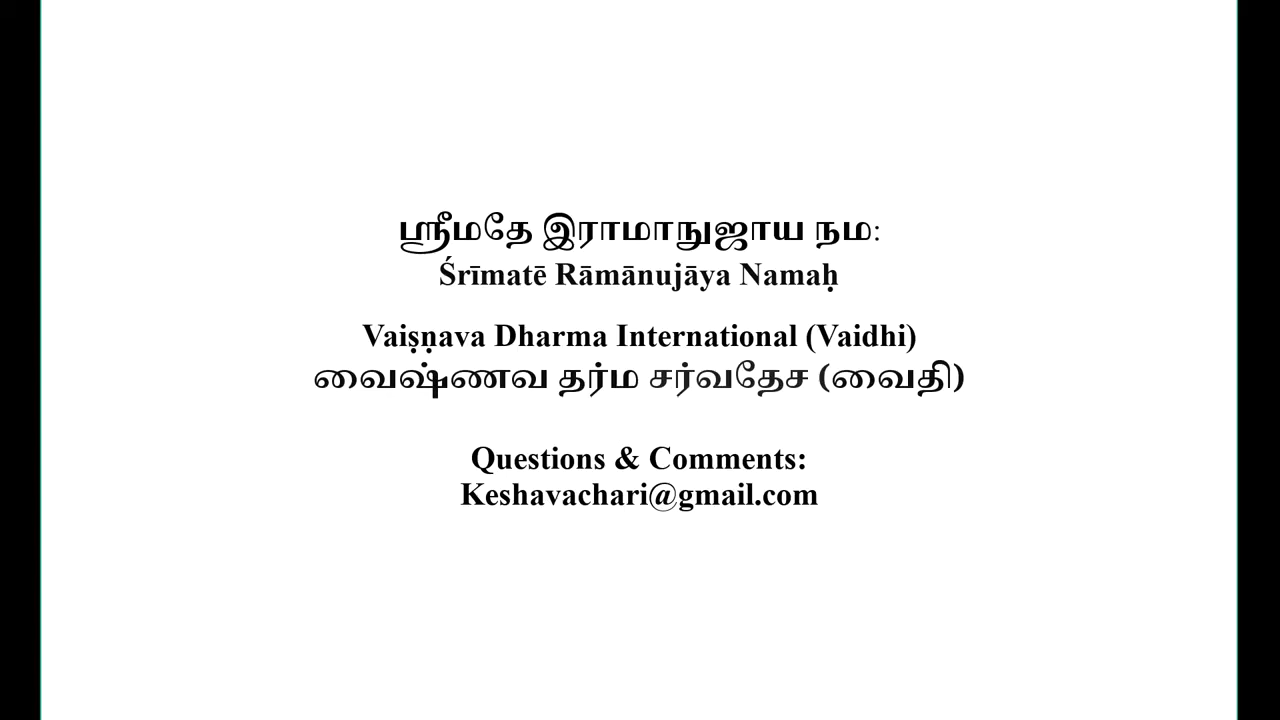 ஸ்ரீமதே இராமாநுஜாய நம:
Śrīmatē Rāmānujāya Namaḥ
Vaiṣṇava Dharma International (Vaidhi)
வைஷ்ணவ தர்ம சர்வதேச (வைதி)
Questions & Comments:
Keshavachari@gmail.com